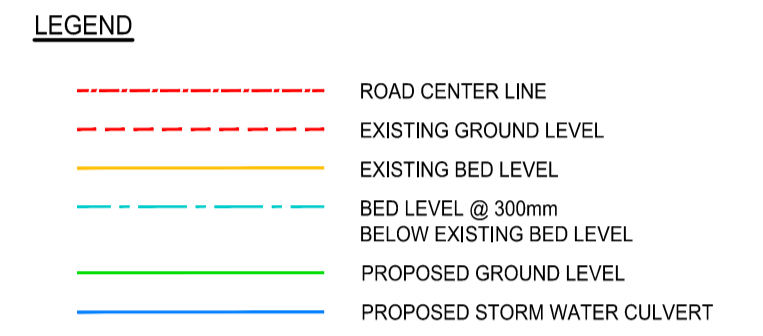 LEGEND
ROAD CENTER LINE
EXISTING GROUND LEVEL
EXISTING BED LEVEL
BED LEVEL @ 300mm
BELOW EXISTING BED LEVEL
PROPOSED GROUND LEVEL
PROPOSED STORM WATER CULVERT